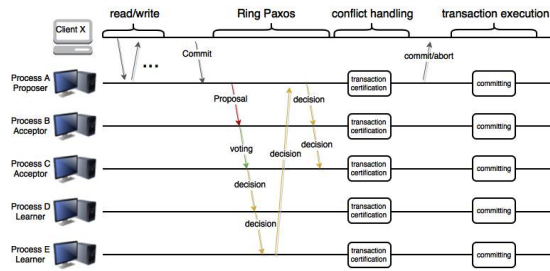 read/write
Ring Paxos
conflict handling
transaction execution
Client X
Commit
commit/abort
...
Process A
Proposer
Proposal
decision
transaction
certification
committing
Process B
Acceptor
voting
decision
decision
transaction
certification
committing
Process C
Acceptor
decision
transaction
certification
committing
Process D
Learner
decision
transaction
certification
committing
Process E
Learner
transaction
certification
committing